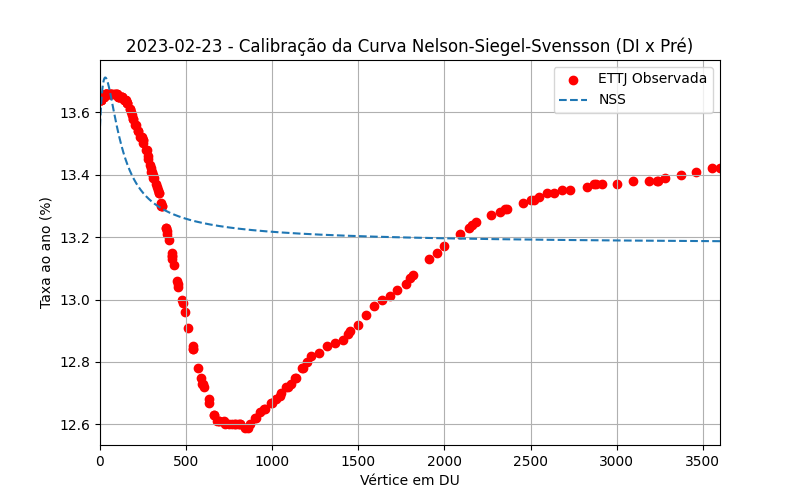 2023-02-23 - Calibração da Curva Nelson-Siegel-Svensson (DI x Pré)
ETTJ Observada
NSS
Taxa ao ano (%)
13.6
13.4
13.2
13.0
12.8
12.6
0 500 1000 1500 2000 2500 3000 3500
Vértice em DU